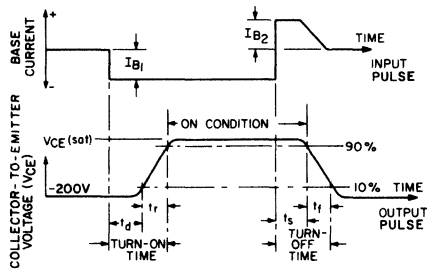 +
BASE
CURRENT
-
IB1
IB2
TIME
INPUT
PULSE
ON CONDITION
COLLECTOR-TO-EMITTER
VOLTAGE (VCE)
VCE(sat)
-200V
90%
10%
TIME
OUTPUT
PULSE
td
tr
ts
tf
TURN-ON
TIME
TURN-
OFF
TIME